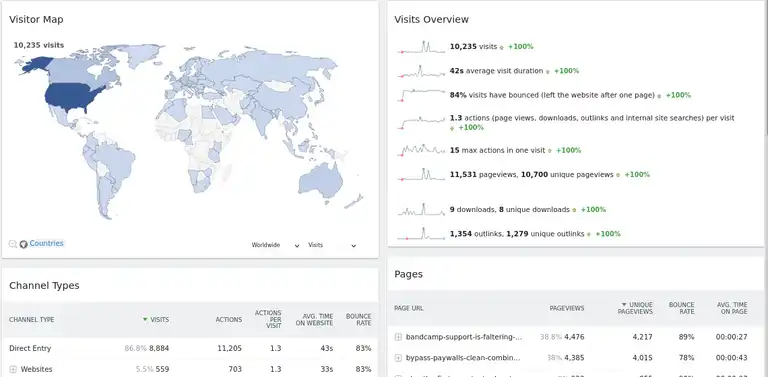 Visitor Map
10,235 visits
Countries
Worldwide
Visits
Visits Overview
10,235 visits +100%
42s average visit duration +100%
84% visits have bounced (left the website after one page) +100%
1.3 actions (page views, downloads, outlinks and internal site searches) per visit
+100%
15 max actions in one visit +100%
11,531 pageviews, 10,700 unique pageviews +100%
9 downloads, 8 unique downloads +100%
1,354 outlinks, 1,279 unique outlinks +100%
Channel Types
CHANNEL TYPE VISITS ACTIONS ACTIONS PER VISIT AVG. TIME ON WEBSITE BOUNCE RATE
Direct Entry 86.8% 8,884 11,205 1.3 43s 83%
Websites 5.5% 559 703 1.3 33s 83%
Pages
PAGE URL PAGEVIEWS UNIQUE PAGEVIEWS BOUNCE RATE AVG. TIME ON PAGE
bandcamp-support-is-faltering-... 38.8% 4,476 4,217 89% 00:00:27
bypass-paywalls-clean-combin... 38% 4,385 4,015 78% 00:00:43